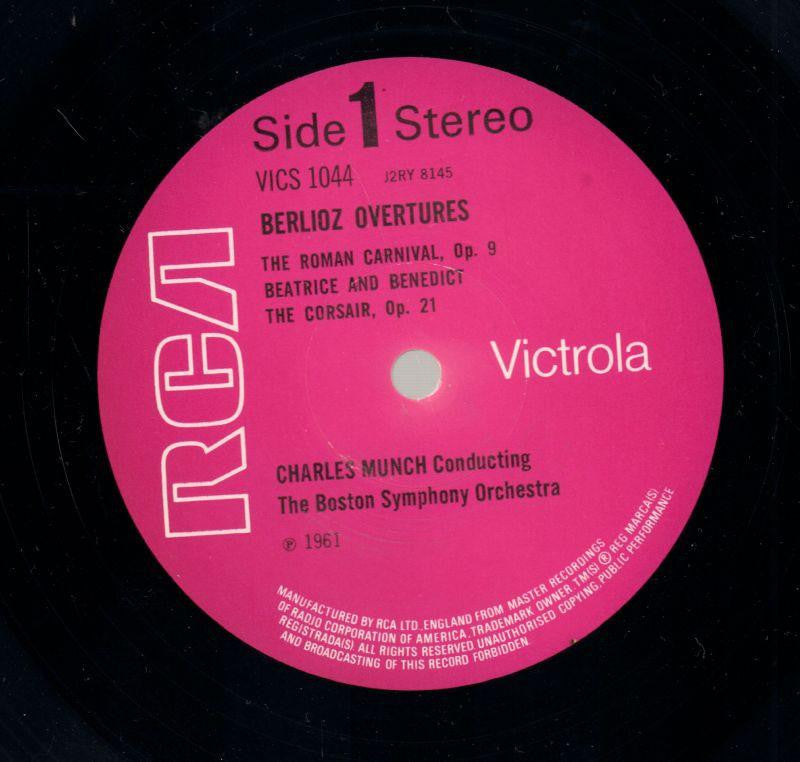 Side 1 Stereo
VICS 1044 J2RY 8145
BERLIOZ OVERTURES
THE ROMAN CARNIVAL, Op. 9
BEATRICE AND BENEDICT
THE CORSAIR, Op. 21
RCA
Victrola
CHARLES MUNCH Conducting
The Boston Symphony Orchestra
℗ 1961
MANUFACTURED BY RCA LTD., ENGLAND FROM MASTER RECORDINGS
OF RADIO CORPORATION OF AMERICA, TRADEMARK OWNER, TM(S) ® REG MARCA(S)
REGISTRADA(S) ALL RIGHTS RESERVED UNAUTHORISED COPYING, PUBLIC PERFORMANCE
AND BROADCASTING OF THIS RECORD FORBIDDEN.